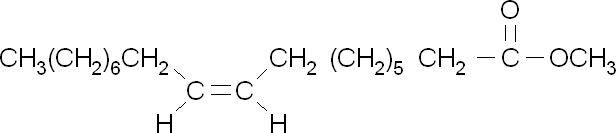 O
CH₃(CH₂)₆CH₂ CH₂ (CH₂)₅ CH₂ — C — OCH₃
C=C
H H